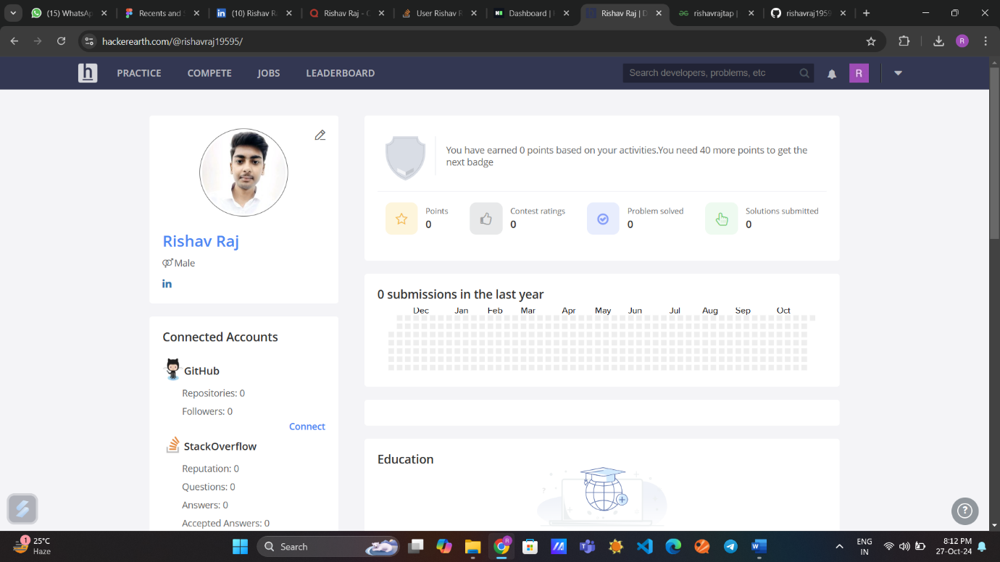 (15) WhatsAp
Recents and
(10) Rishav R
Rishav Raj -
User Rishav R
Dashboard |
Rishav Raj | D
rishavrajtap |
rishavraj1959
hackerearth.com/@rishavraj19595/
R
h PRACTICE COMPETE JOBS LEADERBOARD Search developers, problems, etc R
You have earned 0 points based on your activities.You need 40 more points to get the
next badge
Points
0
Contest ratings
0
Problem solved
0
Solutions submitted
0
Rishav Raj
Male
in
0 submissions in the last year
Dec Jan Feb Mar Apr May Jun Jul Aug Sep Oct
Connected Accounts
GitHub
Repositories: 0
Followers: 0
Connect
StackOverflow
Reputation: 0
Questions: 0
Answers: 0
Accepted Answers: 0
Education
?
1
25°C
Haze
Search
ENG
IN
8:12 PM
27-Oct-24